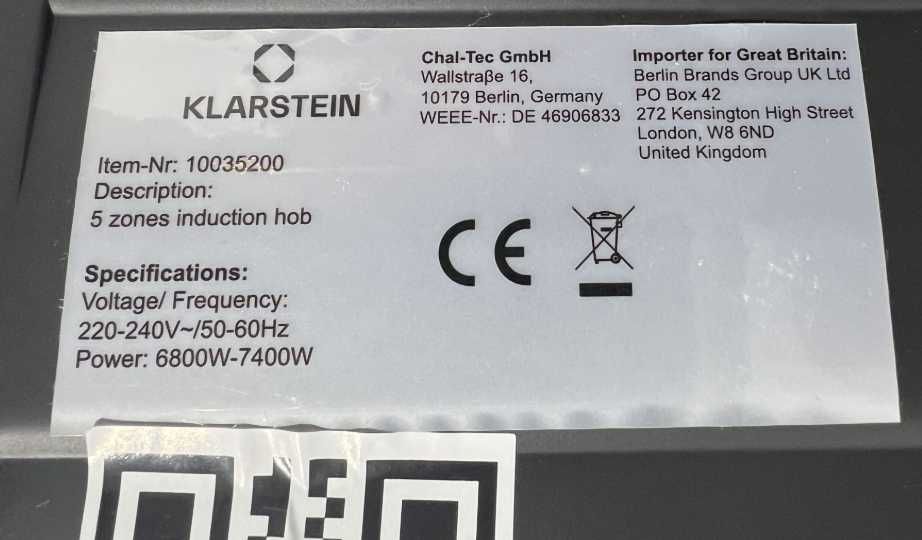 KLARSTEIN
Item-Nr: 10035200
Description:
5 zones induction hob
Specifications:
Voltage/ Frequency:
220-240V~/50-60Hz
Power: 6800W-7400W
Chal-Tec GmbH
Wallstraße 16,
10179 Berlin, Germany
WEEE-Nr.: DE 46906833
Importer for Great Britain:
Berlin Brands Group UK Ltd
PO Box 42
272 Kensington High Street
London, W8 6ND
United Kingdom
CE